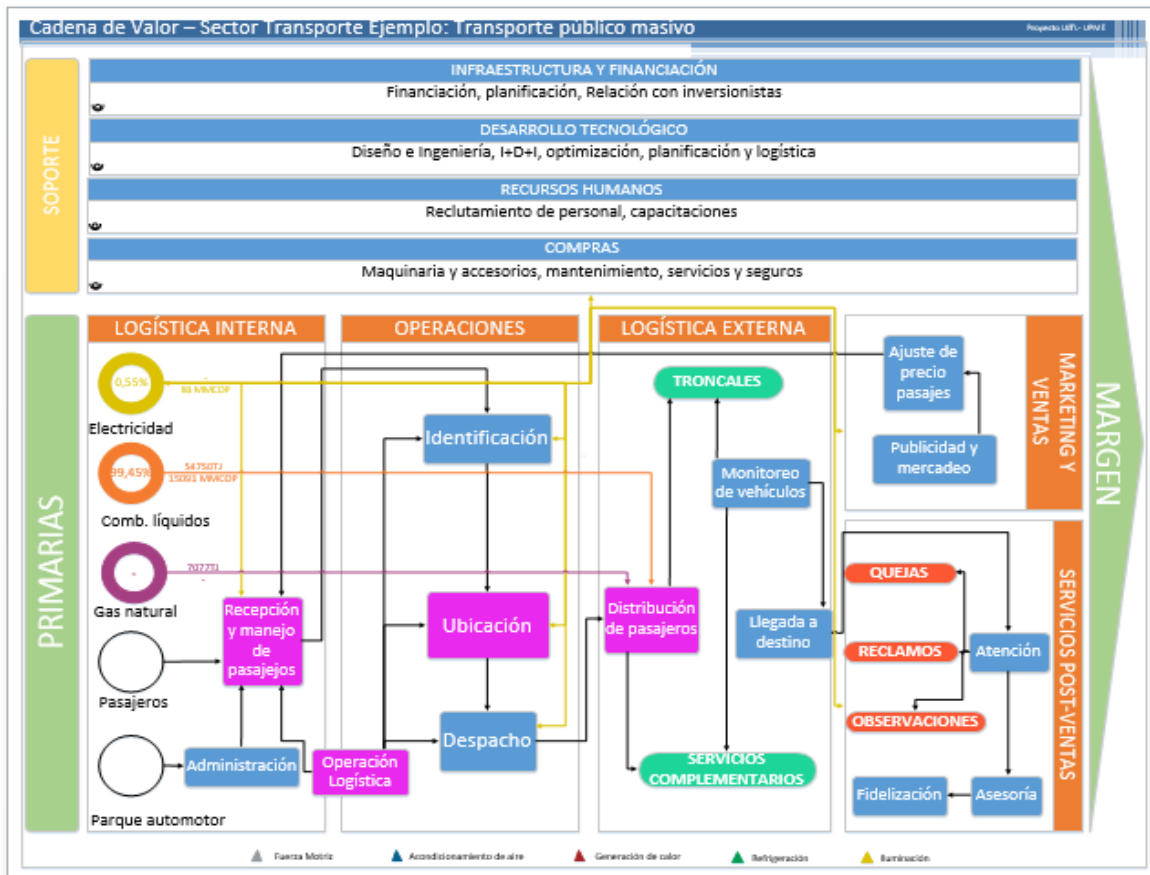 Cadena de Valor – Sector Transporte Ejemplo: Transporte público masivo
INFRAESTRUCTURA Y FINANCIACIÓN
Financiación, planificación, Relación con inversionistas
DESARROLLO TECNOLÓGICO
Diseño e Ingeniería, I+D+I, optimización, planificación y logística
RECURSOS HUMANOS
Reclutamiento de personal, capacitaciones
COMPRAS
Maquinaria y accesorios, mantenimiento, servicios y seguros
SOPORTE
PRIMARIAS
LOGÍSTICA INTERNA
0,55%
-
83 MMCOP
Electricidad
99,45%
54750TJ
15091 MMCOP
Comb. líquidos
-
7077TJ
-
Gas natural
Pasajeros
Parque automotor
Recepción
y manejo
de
pasajejos
Administración
Operación
Logística
OPERACIONES
Identificación
Ubicación
Despacho
LOGÍSTICA EXTERNA
TRONCALES
Monitoreo
de vehículos
Distribución
de pasajeros
Llegada a
destino
SERVICIOS
COMPLEMENTARIOS
Ajuste de
precio
pasajes
Publicidad y
mercadeo
MARKETING Y
VENTAS
QUEJAS
RECLAMOS
OBSERVACIONES
Atención
Fidelización
Asesoría
SERVICIOS POST-VENTAS
MARGEN
Fuerza Motriz
Acondicionamiento de aire
Generación de calor
Refrigeración
Iluminación